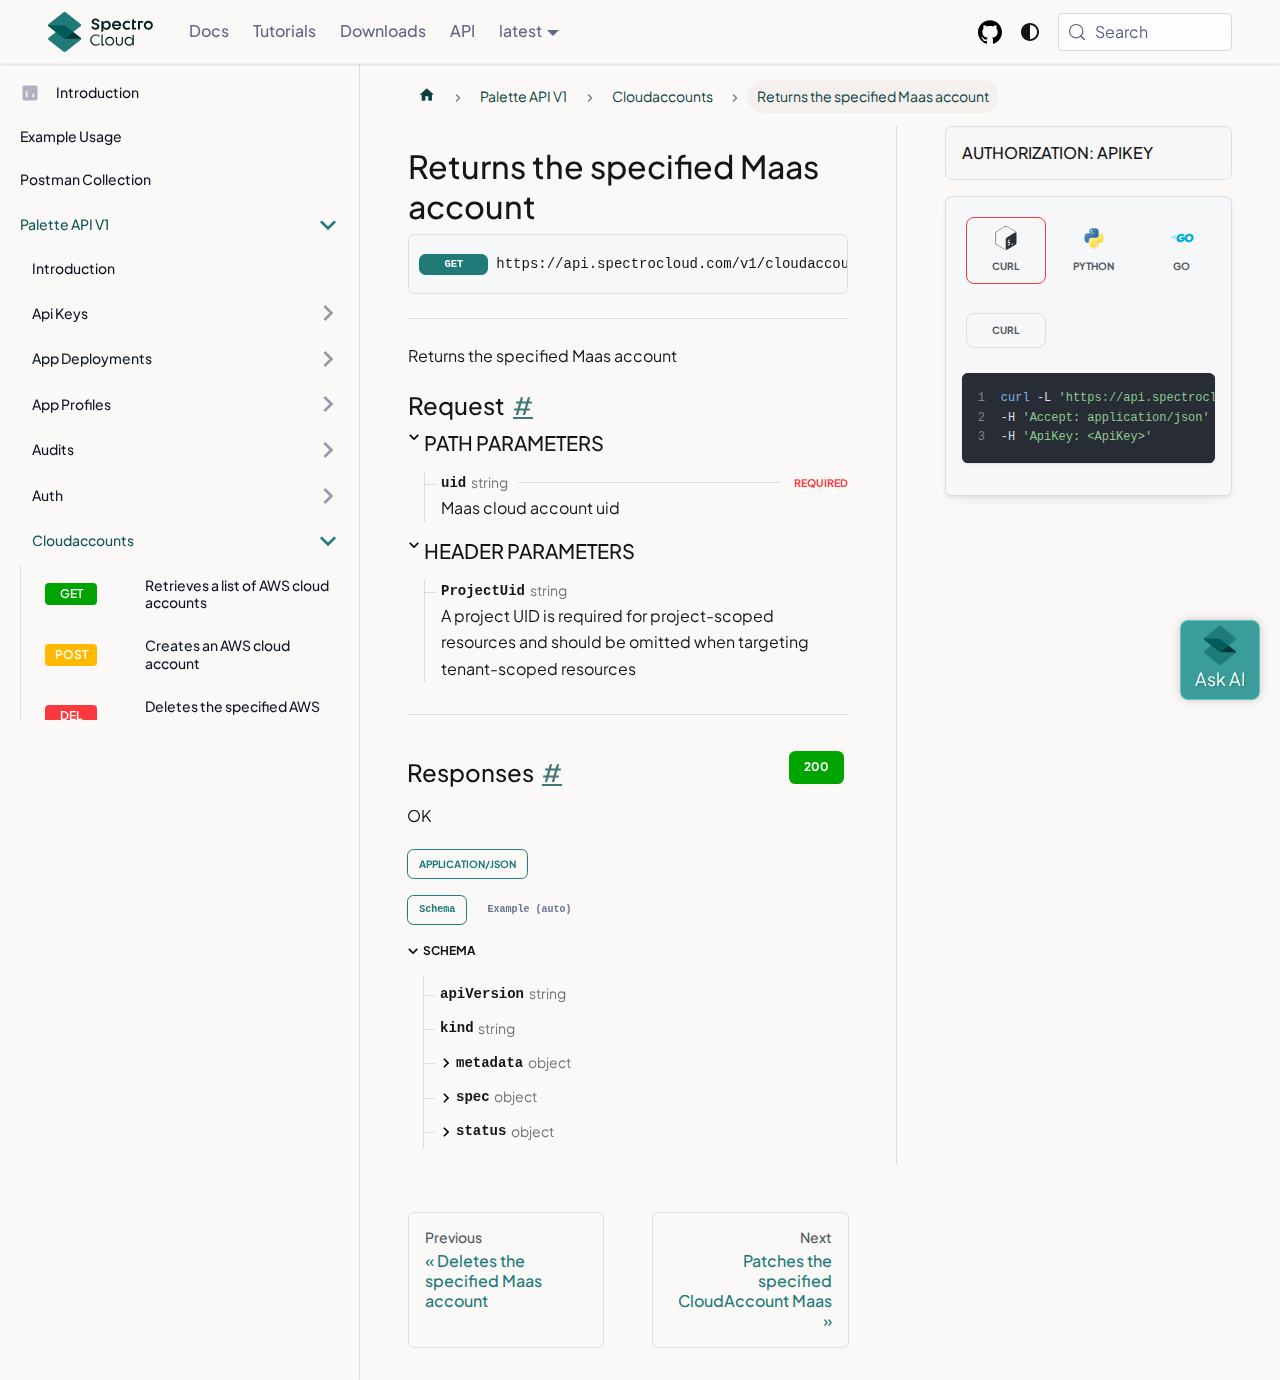 Spectro Cloud
Docs
Tutorials
Downloads
API
latest
Search
Introduction
Example Usage
Postman Collection
Palette API V1
Introduction
Api Keys
App Deployments
App Profiles
Audits
Auth
Cloudaccounts
GET Retrieves a list of AWS cloud
accounts
POST Creates an AWS cloud
account
DEL Deletes the specified AWS
Palette API V1
Cloudaccounts
Returns the specified Maas account
Returns the specified Maas
account
GET https://api.spectrocloud.com/v1/cloudaccou
Returns the specified Maas account
Request #
PATH PARAMETERS
uid string REQUIRED
Maas cloud account uid
HEADER PARAMETERS
ProjectUid string
A project UID is required for project-scoped
resources and should be omitted when targeting
tenant-scoped resources
Responses #
200
OK
APPLICATION/JSON
Schema
Example (auto)
SCHEMA
apiVersion string
kind string
metadata object
spec object
status object
Previous
« Deletes the
specified Maas
account
Next
Patches the
specified
CloudAccount Maas
»
AUTHORIZATION: APIKEY
CURL
PYTHON
GO
CURL
1 curl -L 'https://api.spectrocl
2 -H 'Accept: application/json'
3 -H 'ApiKey: <ApiKey>'
Ask AI